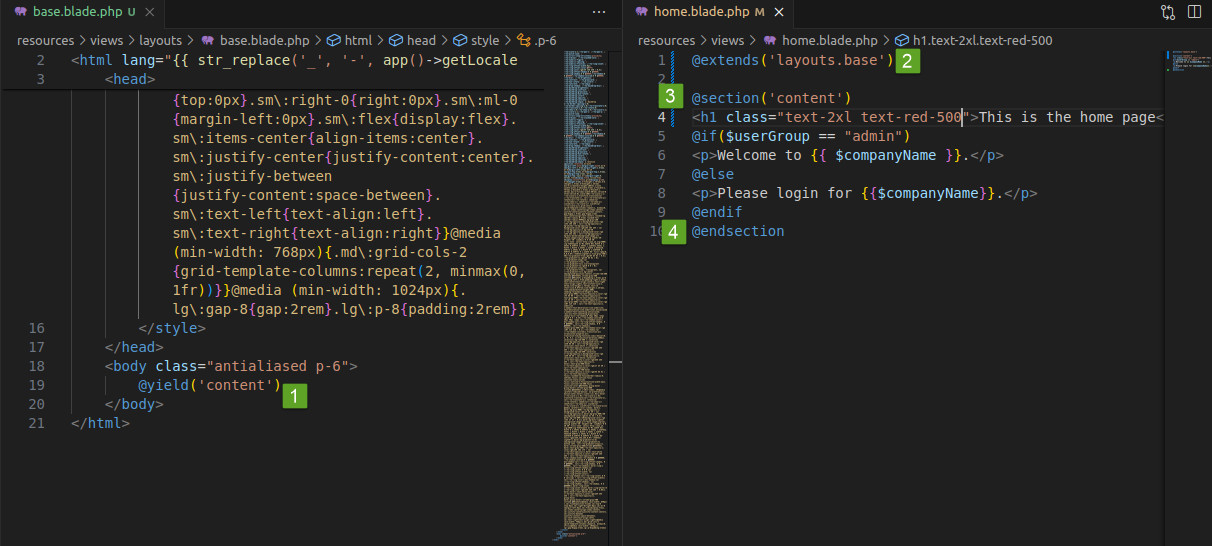 base.blade.php U
resources > views > layouts > base.blade.php > html > head > style > .p-6
2 <html lang="{{ str_replace('_', '-', app()->getLocale
3 <head>
{top:0px}.sm\:right-0{right:0px}.sm\:ml-0
{margin-left:0px}.sm\:flex{display:flex}.
sm\:items-center{align-items:center}.
sm\:justify-center{justify-content:center}.
sm\:justify-between
{justify-content:space-between}.
sm\:text-left{text-align:left}.
sm\:text-right{text-align:right}}@media
(min-width: 768px){.md\:grid-cols-2
{grid-template-columns:repeat(2, minmax(0,
1fr))}}@media (min-width: 1024px){.
lg\:gap-8{gap:2rem}.lg\:p-8{padding:2rem}}
16 </style>
17 </head>
18 <body class="antialiased p-6">
19 @yield('content') 1
20 </body>
21 </html>
home.blade.php M
resources > views > home.blade.php > h1.text-2xl.text-red-500
1 @extends('layouts.base') 2
2
3 @section('content')
4 <h1 class="text-2xl text-red-500">This is the home page<
5 @if($userGroup == "admin")
6 <p>Welcome to {{ $companyName }}.</p>
7 @else
8 <p>Please login for {{$companyName}}.</p>
9 @endif
10 4 @endsection